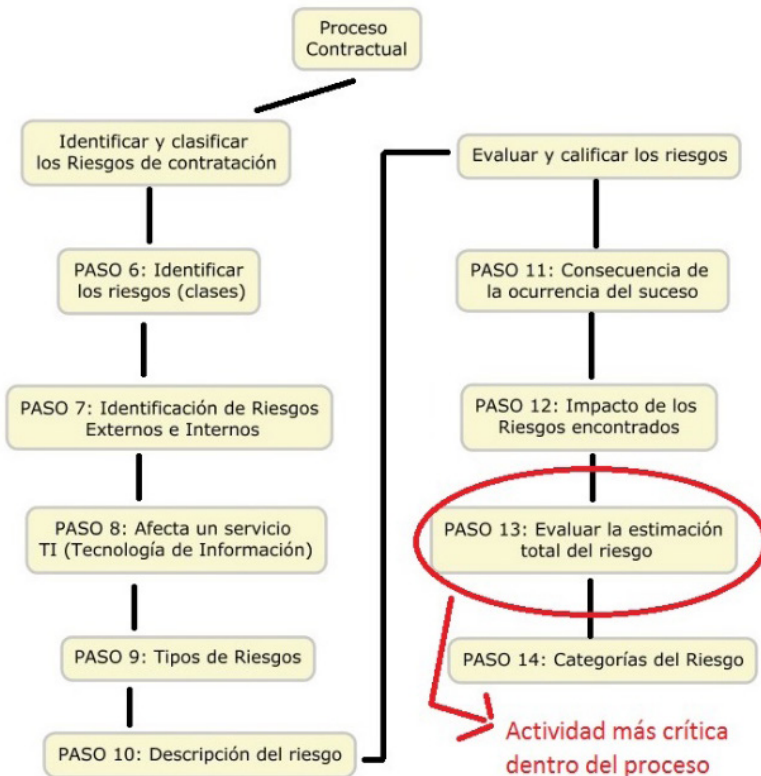 Proceso
Contractual
Identificar y clasificar
los Riesgos de contratación
PASO 6: Identificar
los riesgos (clases)
PASO 7: Identificación de Riesgos
Externos e Internos
PASO 8: Afecta un servicio
TI (Tecnología de Información)
PASO 9: Tipos de Riesgos
PASO 10: Descripción del riesgo
Evaluar y calificar los riesgos
PASO 11: Consecuencia de
la ocurrencia del suceso
PASO 12: Impacto de los
Riesgos encontrados
PASO 13: Evaluar la estimación
total del riesgo
PASO 14: Categorías del Riesgo
Actividad más crítica
dentro del proceso